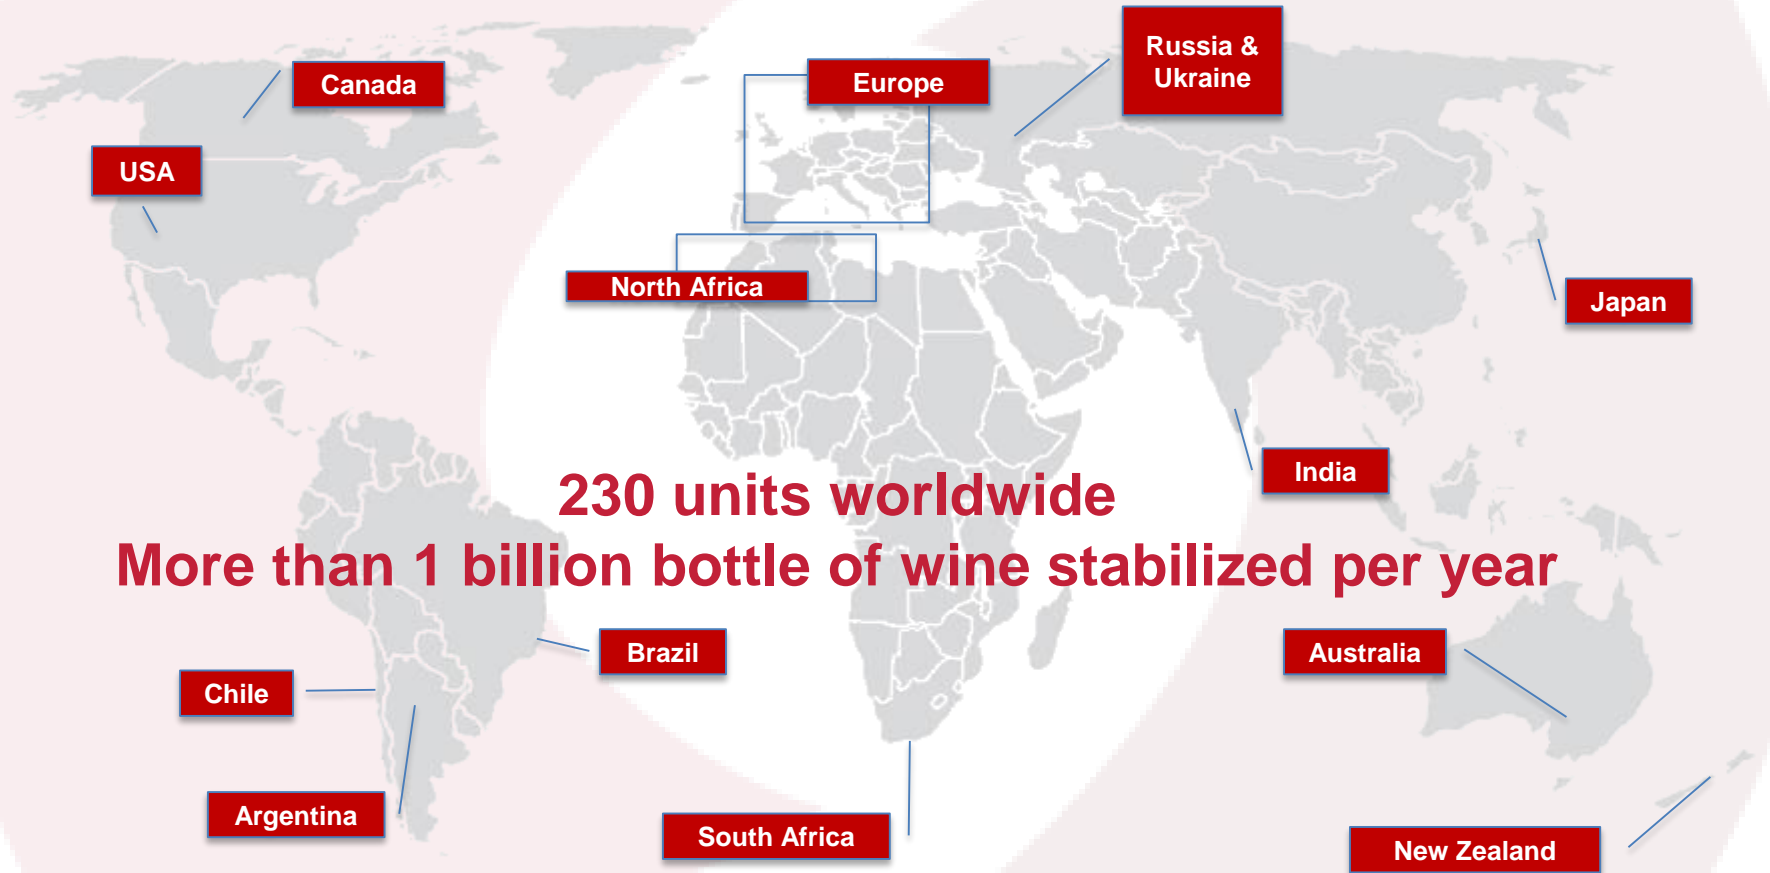 Russia &
Ukraine
Canada
Europe
USA
North Africa
Japan
India
230 units worldwide
More than 1 billion bottle of wine stabilized per year
Brazil
Australia
Chile
Argentina
South Africa
New Zealand